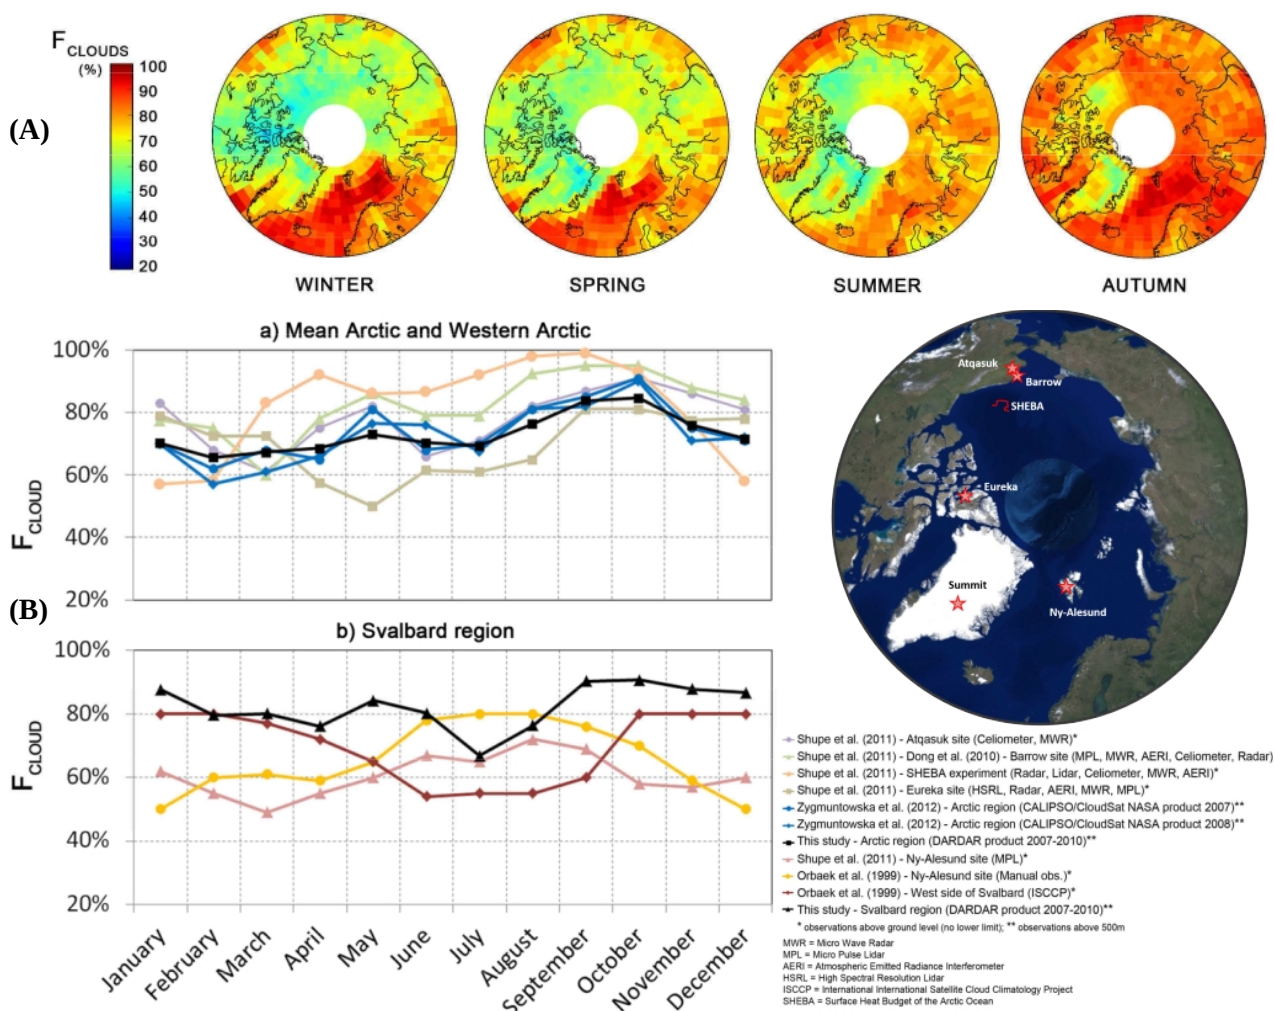 F CLOUDS
(%)
100
90
80
70
60
50
40
30
20
(A)
WINTER
SPRING
SUMMER
AUTUMN
a) Mean Arctic and Western Arctic
100%
80%
60%
40%
20%
F CLOUD
(B)
b) Svalbard region
100%
80%
60%
40%
20%
F CLOUD
January
February
March
April
May
June
July
August
September
October
November
December
Atqasuk
Barrow
SHEBA
Eureka
Summit
Ny-Alesund
Shupe et al. (2011) - Atqasuk site (Celiometer, MWR)*
Shupe et al. (2011) - Dong et al. (2010) - Barrow site (MPL, MWR, AERI, Celiometer, Radar)
Shupe et al. (2011) - SHEBA experiment (Radar, Lidar, Celiometer, MWR, AERI)*
Shupe et al. (2011) - Eureka site (HSRL, Radar, AERI, MWR, MPL)*
Zygmuntowska et al. (2012) - Arctic region (CALIPSO/CloudSat NASA product 2007)**
Zygmuntowska et al. (2012) - Arctic region (CALIPSO/CloudSat NASA product 2008)**
This study - Arctic region (DARDAR product 2007-2010)**
Shupe et al. (2011) - Ny-Alesund site (MPL)*
Orbaek et al. (1999) - Ny-Alesund site (Manual obs.)*
Orbaek et al. (1999) - West side of Svalbard (ISCCP)*
This study - Svalbard region (DARDAR product 2007-2010)**
* observations above ground level (no lower limit); ** observations above 500m
MWR = Micro Wave Radar
MPL = Micro Pulse Lidar
AERI = Atmospheric Emitted Radiance Interferometer
HSRL = High Spectral Resolution Lidar
ISCCP = International International Satellite Cloud Climatology Project
SHEBA = Surface Heat Budget of the Arctic Ocean